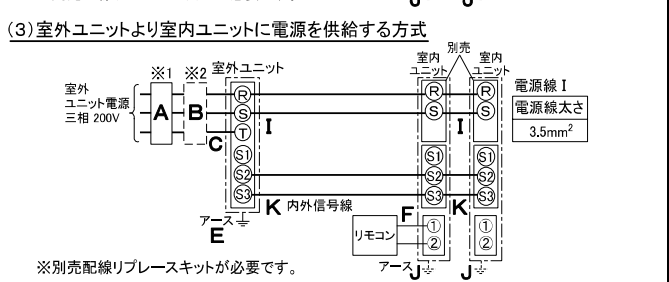 (3)室外ユニットより室内ユニットに電源を供給する方式
別売
※1 ※2 室外ユニット 室内ユニット 室内ユニット
室外ユニット電源 三相 200V
電源線 I
電源線太さ
3.5mm²
A B C
R S T S1 S2 S3
I
R S S1 S2 S3
I
R S S1 S2 S3
K 内外信号線
K
アース
E
F
リモコン
① ②
① ②
アース J
J
※別売配線リプレースキットが必要です。